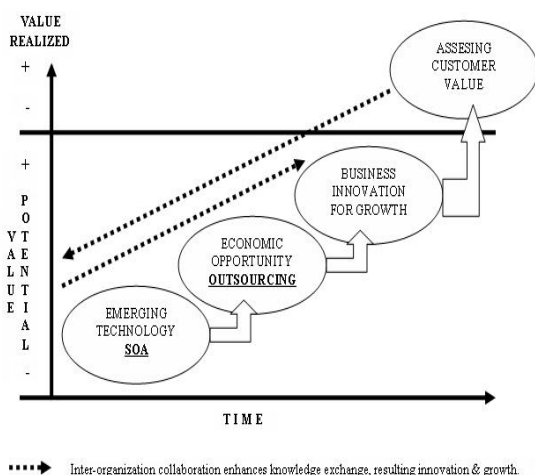 VALUE
REALIZED
+
-
+
-
POTENTIAL
VALUE
ASSESING
CUSTOMER
VALUE
BUSINESS
INNOVATION
FOR GROWTH
ECONOMIC
OPPORTUNITY
OUTSOURCING
EMERGING
TECHNOLOGY
SOA
TIME
Inter-organization collaboration enhances knowledge exchange, resulting innovation & growth.